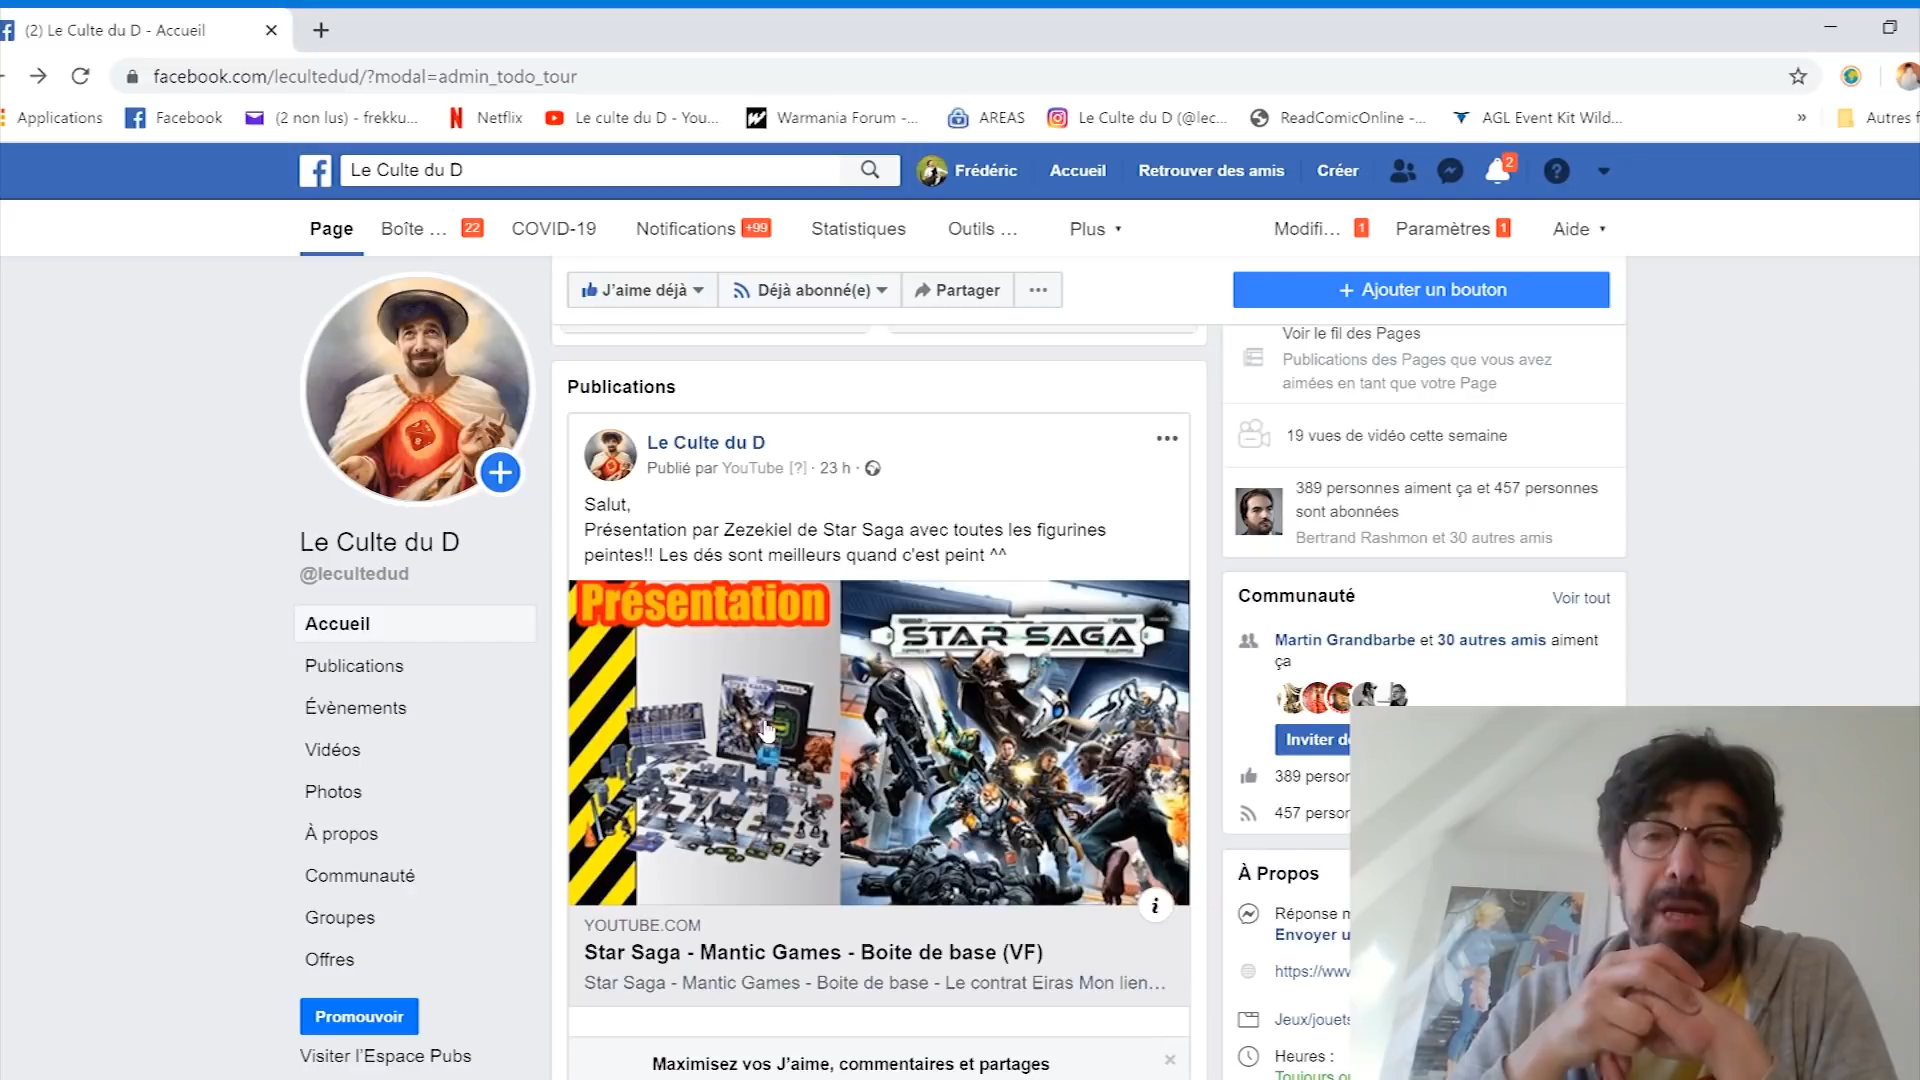 (2) Le Culte du D - Accueil
facebook.com/lecultedud/?modal=admin_todo_tour
Applications
Facebook
(2 non lus) - frekku...
Netflix
Le culte du D - You...
Warmania Forum -...
AREAS
Le Culte du D (@lec...
ReadComicOnline -...
AGL Event Kit Wild...
»
Autres f
Le Culte du D
Frédéric
Accueil
Retrouver des amis
Créer
2
Page
Boîte ... 22
COVID-19
Notifications +99
Statistiques
Outils ...
Plus
Modifi... 1
Paramètres 1
Aide
J'aime déjà
Déjà abonné(e)
Partager
...
+ Ajouter un bouton
Le Culte du D
@lecultedud
Accueil
Publications
Évènements
Vidéos
Photos
À propos
Communauté
Groupes
Offres
Promouvoir
Visiter l'Espace Pubs
Publications
Le Culte du D
Publié par YouTube [?] · 23 h ·
Salut,
Présentation par Zezekiel de Star Saga avec toutes les figurines
peintes!! Les dés sont meilleurs quand c'est peint ^^
Présentation
STAR SAGA
YOUTUBE.COM
Star Saga - Mantic Games - Boite de base (VF)
Star Saga - Mantic Games - Boite de base - Le contrat Eiras Mon lien...
Maximisez vos J'aime, commentaires et partages
Voir le fil des Pages
Publications des Pages que vous avez
aimées en tant que votre Page
19 vues de vidéo cette semaine
389 personnes aiment ça et 457 personnes
sont abonnées
Bertrand Rashmon et 30 autres amis
Communauté
Voir tout
Martin Grandbarbe et 30 autres amis aiment
ça
Inviter d
389 person
457 person
À Propos
Réponse m
Envoyer u
https://www
Jeux/jouets
Heures :
Toujours o